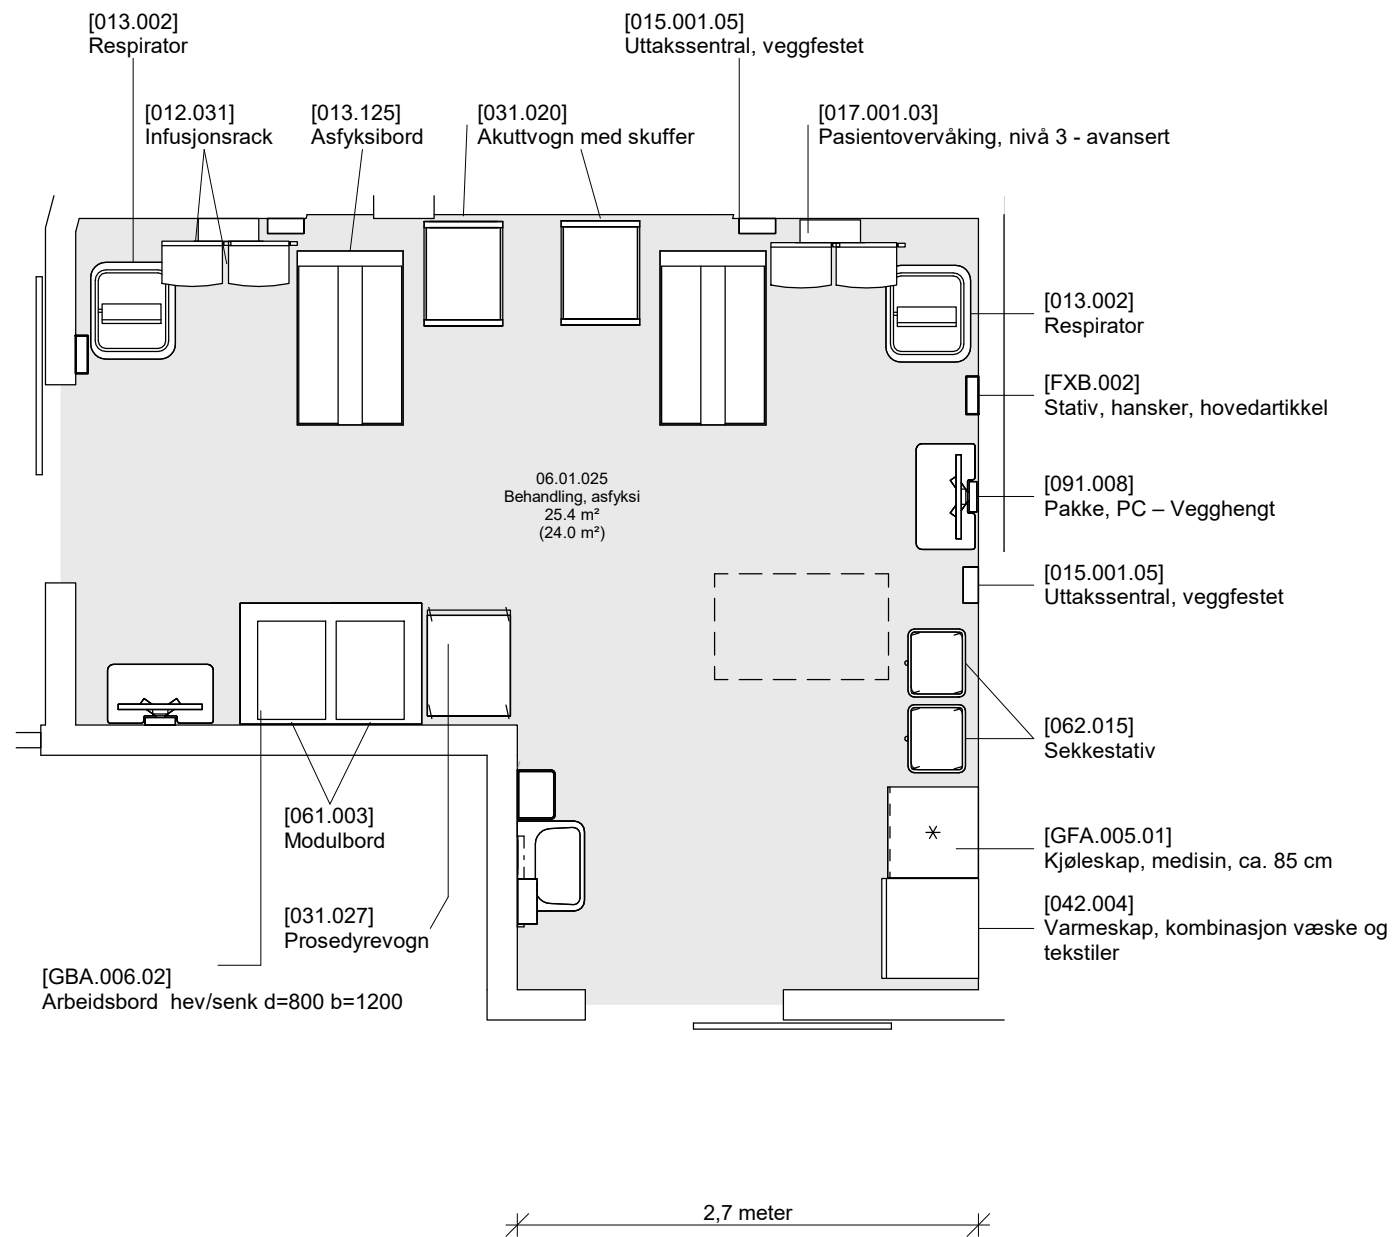 [013.002]
Respirator
[015.001.05]
Uttakssentral, veggfestet
[012.031]
Infusjonsrack
[013.125]
Asfyksibord
[031.020]
Akuttvogn med skuffer
[017.001.03]
Pasientovervåking, nivå 3 - avansert
[013.002]
Respirator
[FXB.002]
Stativ, hansker, hovedartikkel
06.01.025
Behandling, asfyksi
25.4 m²
(24.0 m²)
[091.008]
Pakke, PC – Vegghengt
[015.001.05]
Uttakssentral, veggfestet
[062.015]
Sekkestativ
[061.003]
Modulbord
[GFA.005.01]
Kjøleskap, medisin, ca. 85 cm
[031.027]
Prosedyrevogn
[042.004]
Varmeskap, kombinasjon væske og
tekstiler
[GBA.006.02]
Arbeidsbord  hev/senk d=800 b=1200
2,7 meter